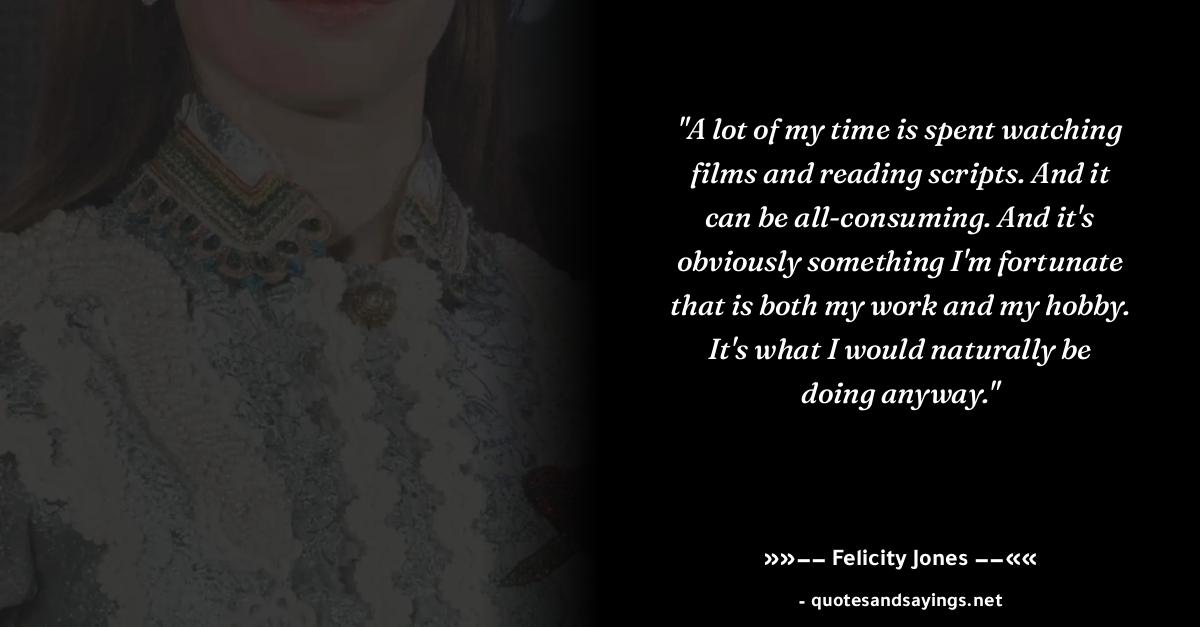 "A lot of my time is spent watching
films and reading scripts. And it
can be all-consuming. And it's
obviously something I'm fortunate
that is both my work and my hobby.
It's what I would naturally be
doing anyway."
»»−− Felicity Jones −−««
- quotesandsayings.net